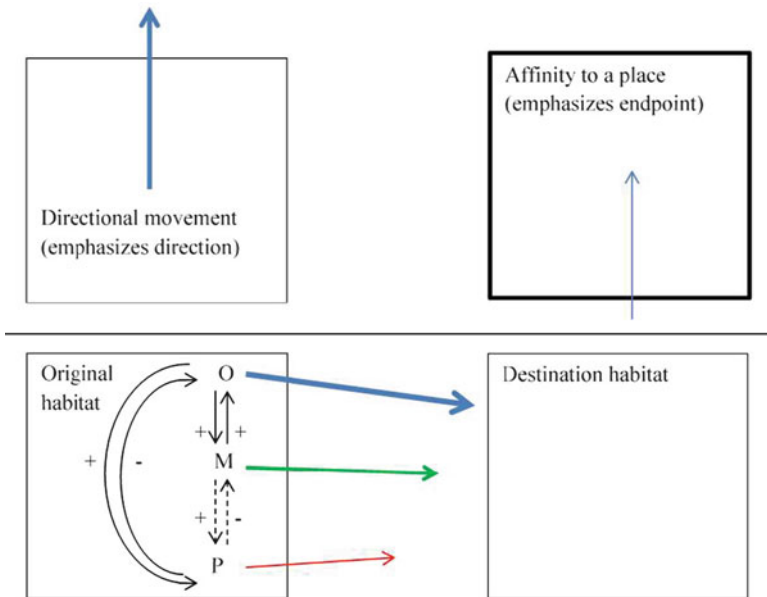 Directional movement
(emphasizes direction)
Affinity to a place
(emphasizes endpoint)
Original
habitat
O
+ +
M
+ -
+ -
P
Destination habitat